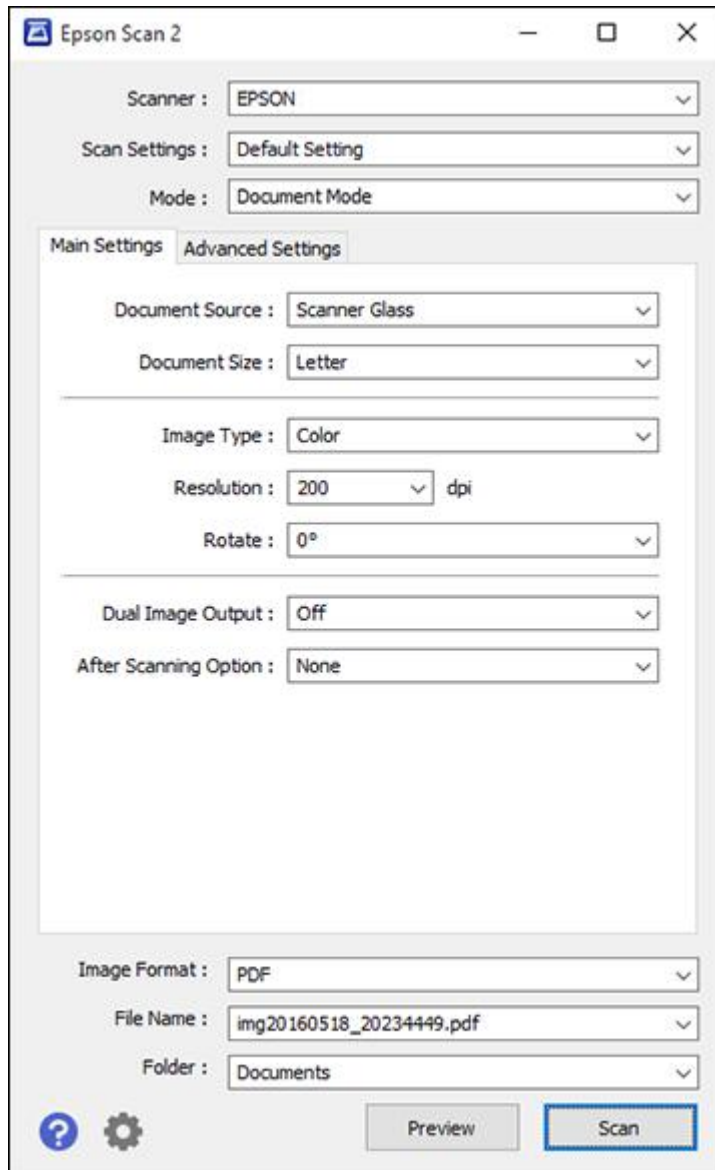 Epson Scan 2
Scanner : EPSON
Scan Settings : Default Setting
Mode : Document Mode
Main Settings Advanced Settings
Document Source : Scanner Glass
Document Size : Letter
Image Type : Color
Resolution : 200 dpi
Rotate : 0°
Dual Image Output : Off
After Scanning Option : None
Image Format : PDF
File Name : img20160518_20234449.pdf
Folder : Documents
? Preview Scan